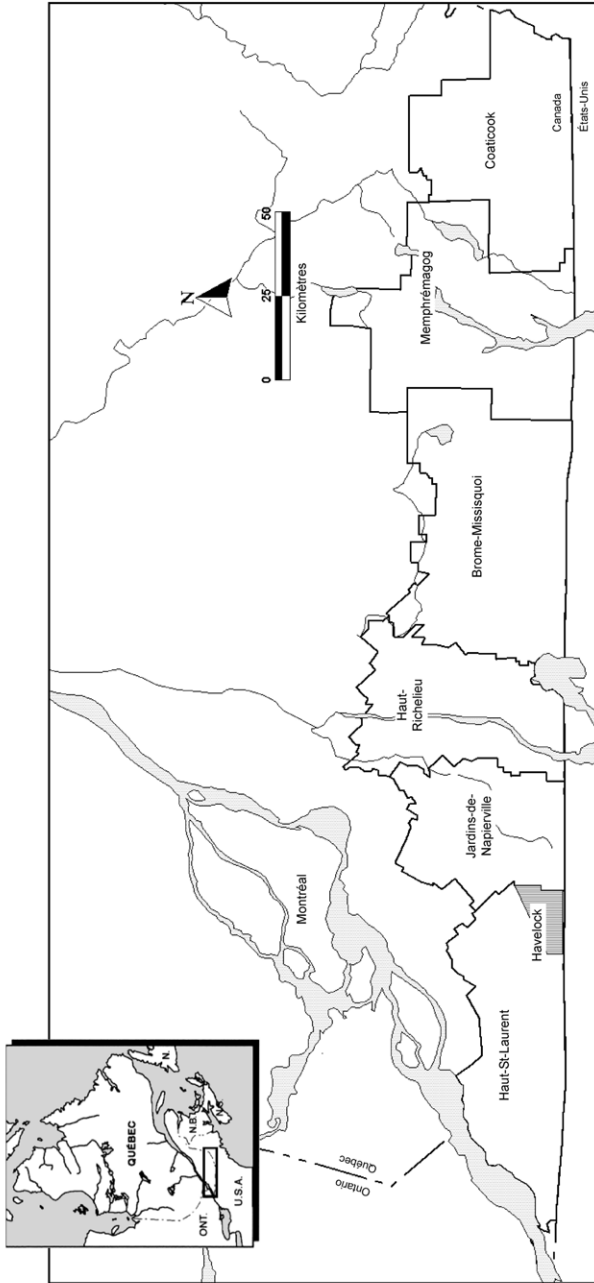 QUÉBEC
ONT.
U.S.A.
N.B.
N.S.
N.
Ontario
Québec
Montréal
N
0
25
50
Kilomètres
Haut-St-Laurent
Havelock
Jardins-de-
Napierville
Haut-
Richelieu
Brome-Missisquoi
Memphrémagog
Coaticook
Canada
États-Unis